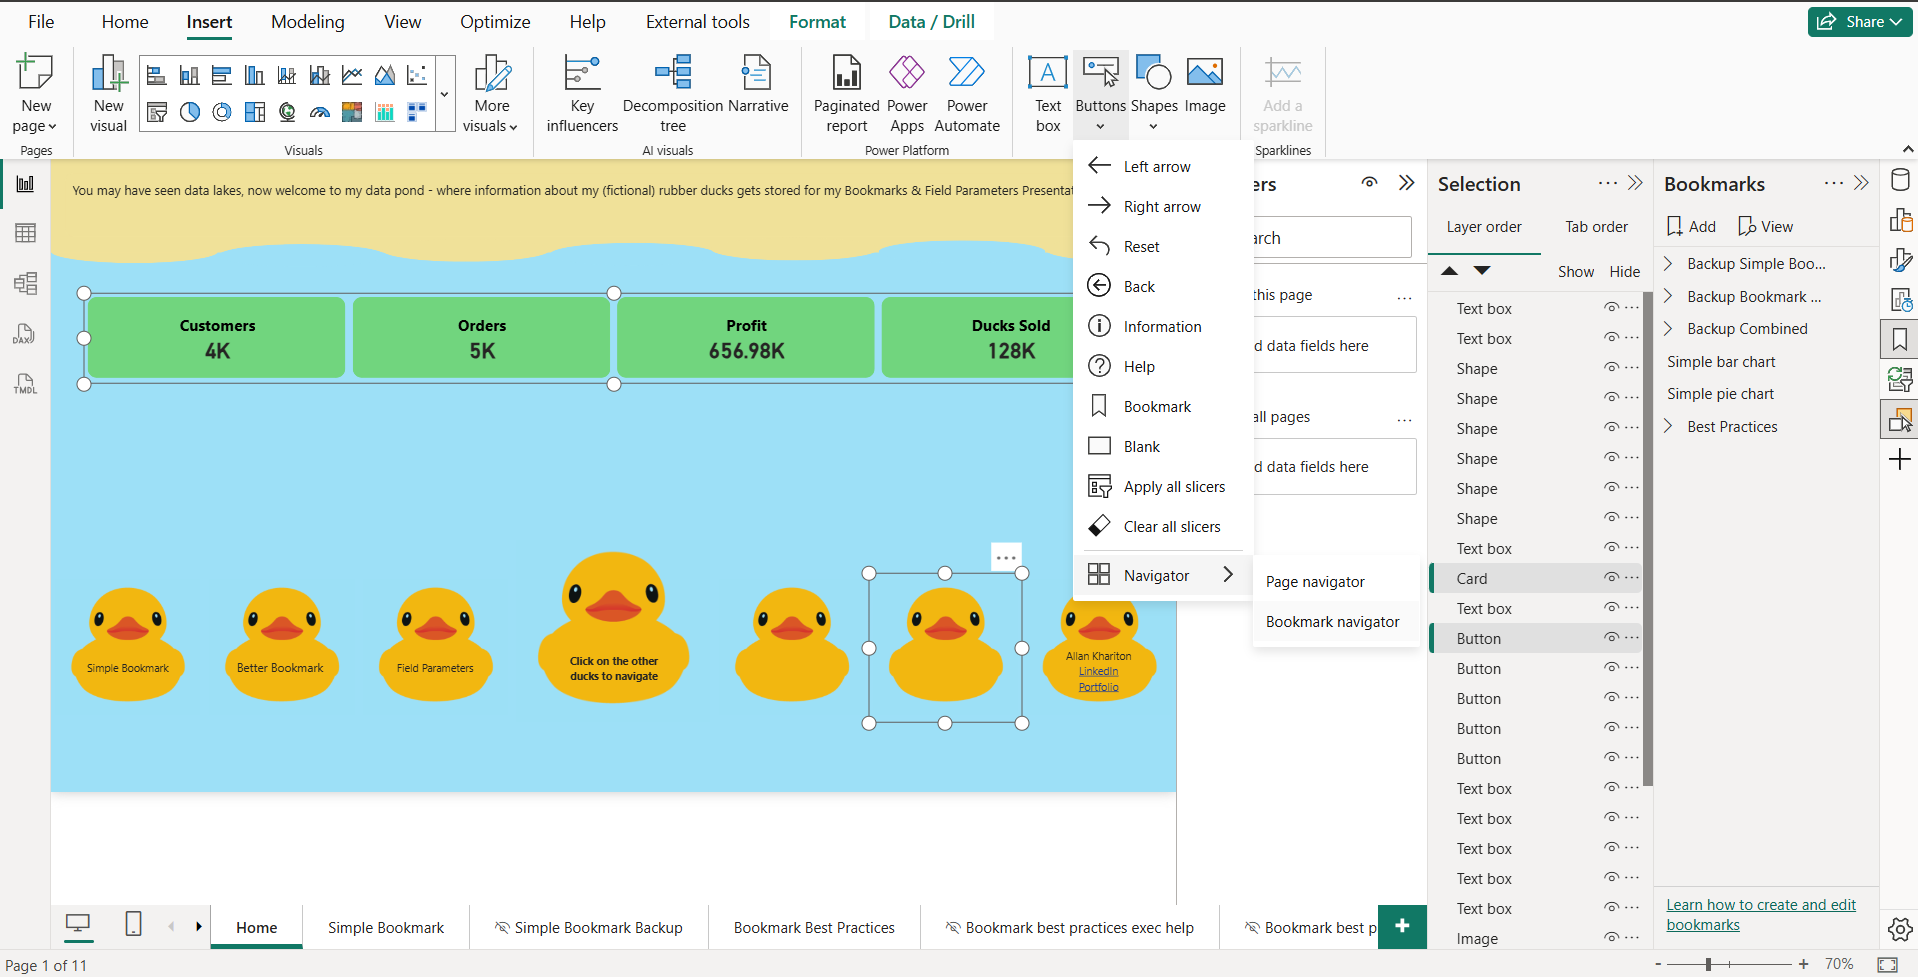 File Home Insert Modeling View Optimize Help External tools Format Data / Drill Share
New page
New visual
More visuals
Key influencers
Decomposition tree
Narrative
Paginated report
Power Apps
Power Automate
Text box
Buttons
Shapes
Image
Add a sparkline
Pages Visuals AI visuals Power Platform Sparklines
DAX
TMDL
You may have seen data lakes, now welcome to my data pond - where information about my (fictional) rubber ducks gets stored for my Bookmarks & Field Parameters Presentat
Customers
4K
Orders
5K
Profit
656.98K
Ducks Sold
128K
Simple Bookmark
Better Bookmark
Field Parameters
Click on the other
ducks to navigate
Allan Khariton
LinkedIn
Portfolio
Left arrow
Right arrow
Reset
Back
Information
Help
Bookmark
Blank
Apply all slicers
Clear all slicers
Navigator
Page navigator
Bookmark navigator
ers
arch
this page
d data fields here
all pages
d data fields here
Selection
Layer order Tab order
Show Hide
Text box
Text box
Shape
Shape
Shape
Shape
Shape
Shape
Text box
Card
Text box
Button
Button
Button
Button
Button
Text box
Text box
Text box
Text box
Text box
Image
Bookmarks
Add View
Backup Simple Boo...
Backup Bookmark ...
Backup Combined
Simple bar chart
Simple pie chart
Best Practices
Learn how to create and edit
bookmarks
Home Simple Bookmark Simple Bookmark Backup Bookmark Best Practices Bookmark best practices exec help Bookmark best p
Page 1 of 11
- + 70%